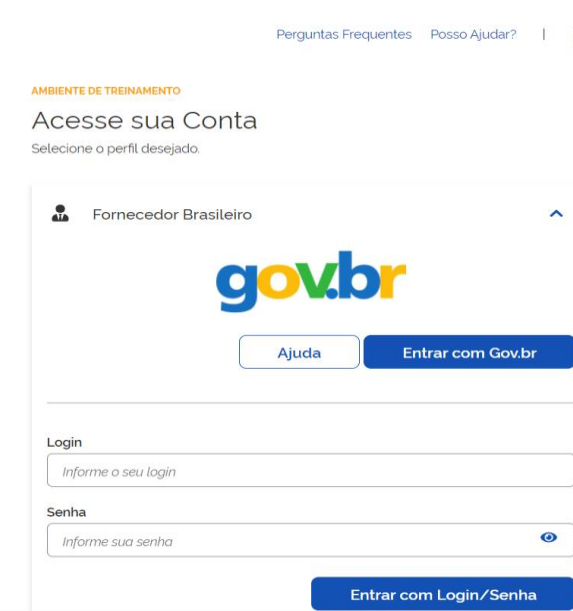 Perguntas Frequentes Posso Ajudar? |
AMBIENTE DE TREINAMENTO
Acesse sua Conta
Selecione o perfil desejado.
Fornecedor Brasileiro
gov.br
Ajuda Entrar com Gov.br
Login
Informe o seu login
Senha
Informe sua senha
Entrar com Login/Senha